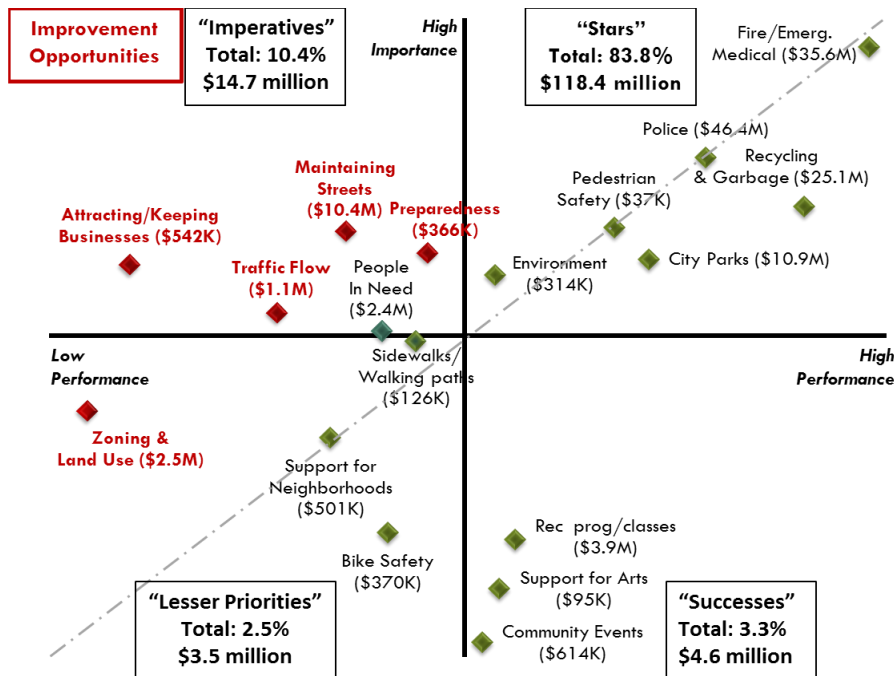 Improvement
Opportunities
“Imperatives”
Total: 10.4%
$14.7 million
High
Importance
“Stars”
Total: 83.8%
$118.4 million
Fire/Emerg.
Medical ($35.6M)
Police ($46.4M)
Recycling
& Garbage ($25.1M)
Pedestrian
Safety ($37K)
City Parks ($10.9M)
Environment
($314K)
Maintaining
Streets
($10.4M)
Preparedness
($366K)
Attracting/Keeping
Businesses ($542K)
Traffic Flow
($1.1M)
People
In Need
($2.4M)
Low
Performance
High
Performance
Sidewalks/
Walking paths
($126K)
Zoning &
Land Use ($2.5M)
Support for
Neighborhoods
($501K)
Bike Safety
($370K)
Rec prog/classes
($3.9M)
Support for Arts
($95K)
Community Events
($614K)
“Lesser Priorities”
Total: 2.5%
$3.5 million
“Successes”
Total: 3.3%
$4.6 million